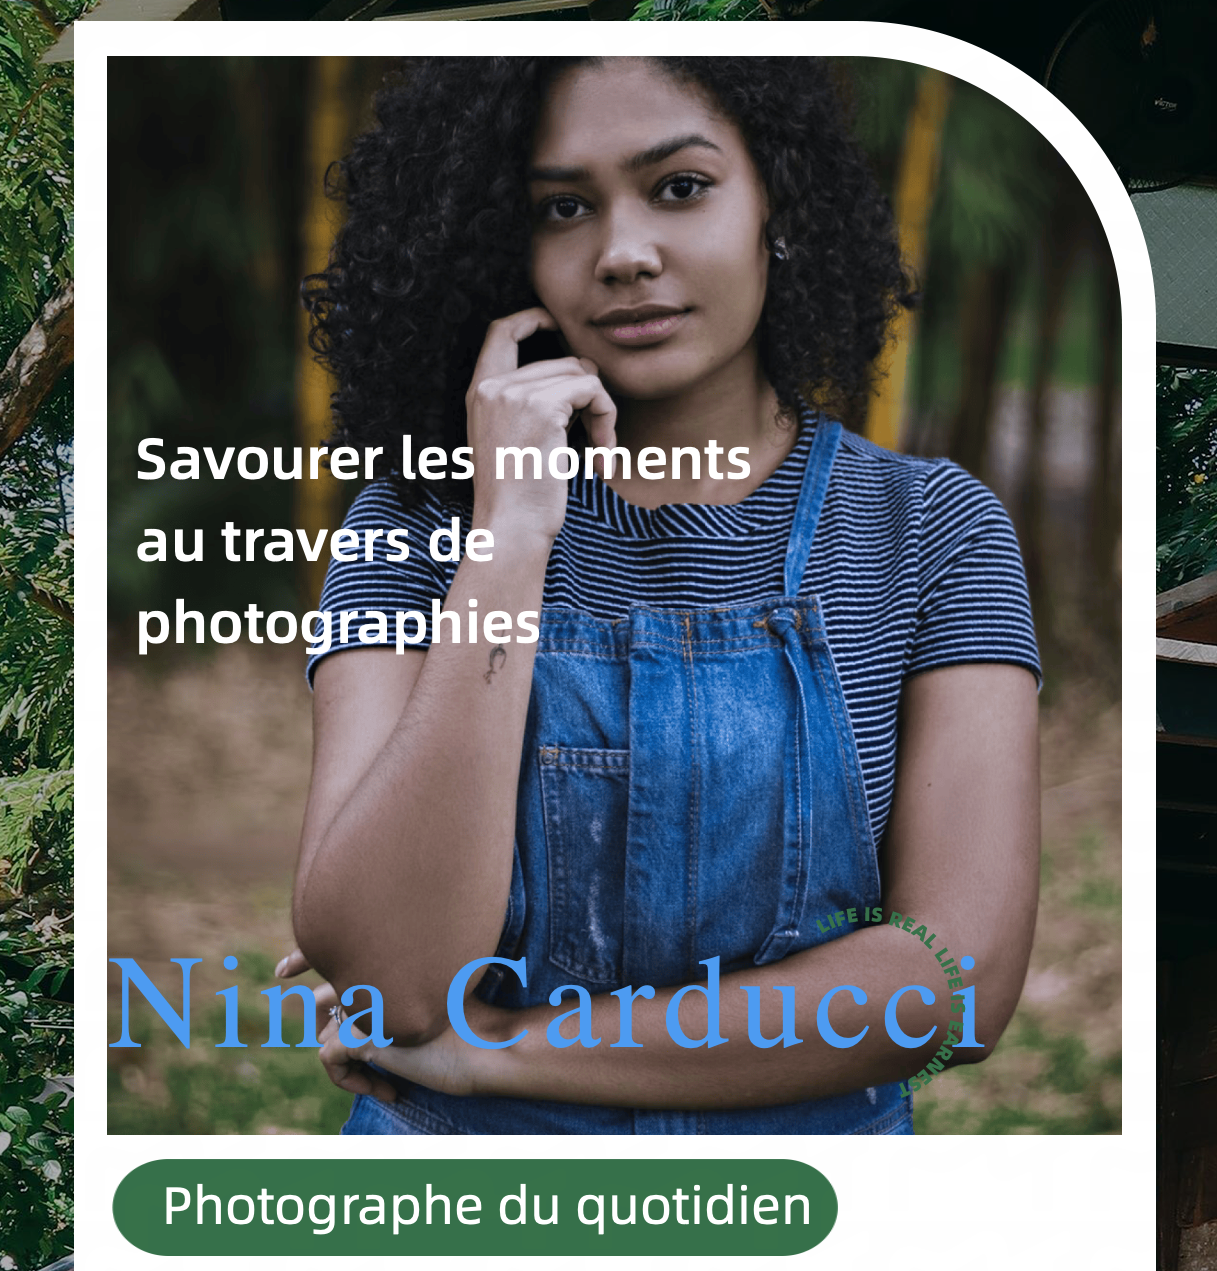 Savourer les moments
au travers de
photographies
LIFE IS REAL LIFE IS EARNEST
Nina Carducci
Photographe du quotidien